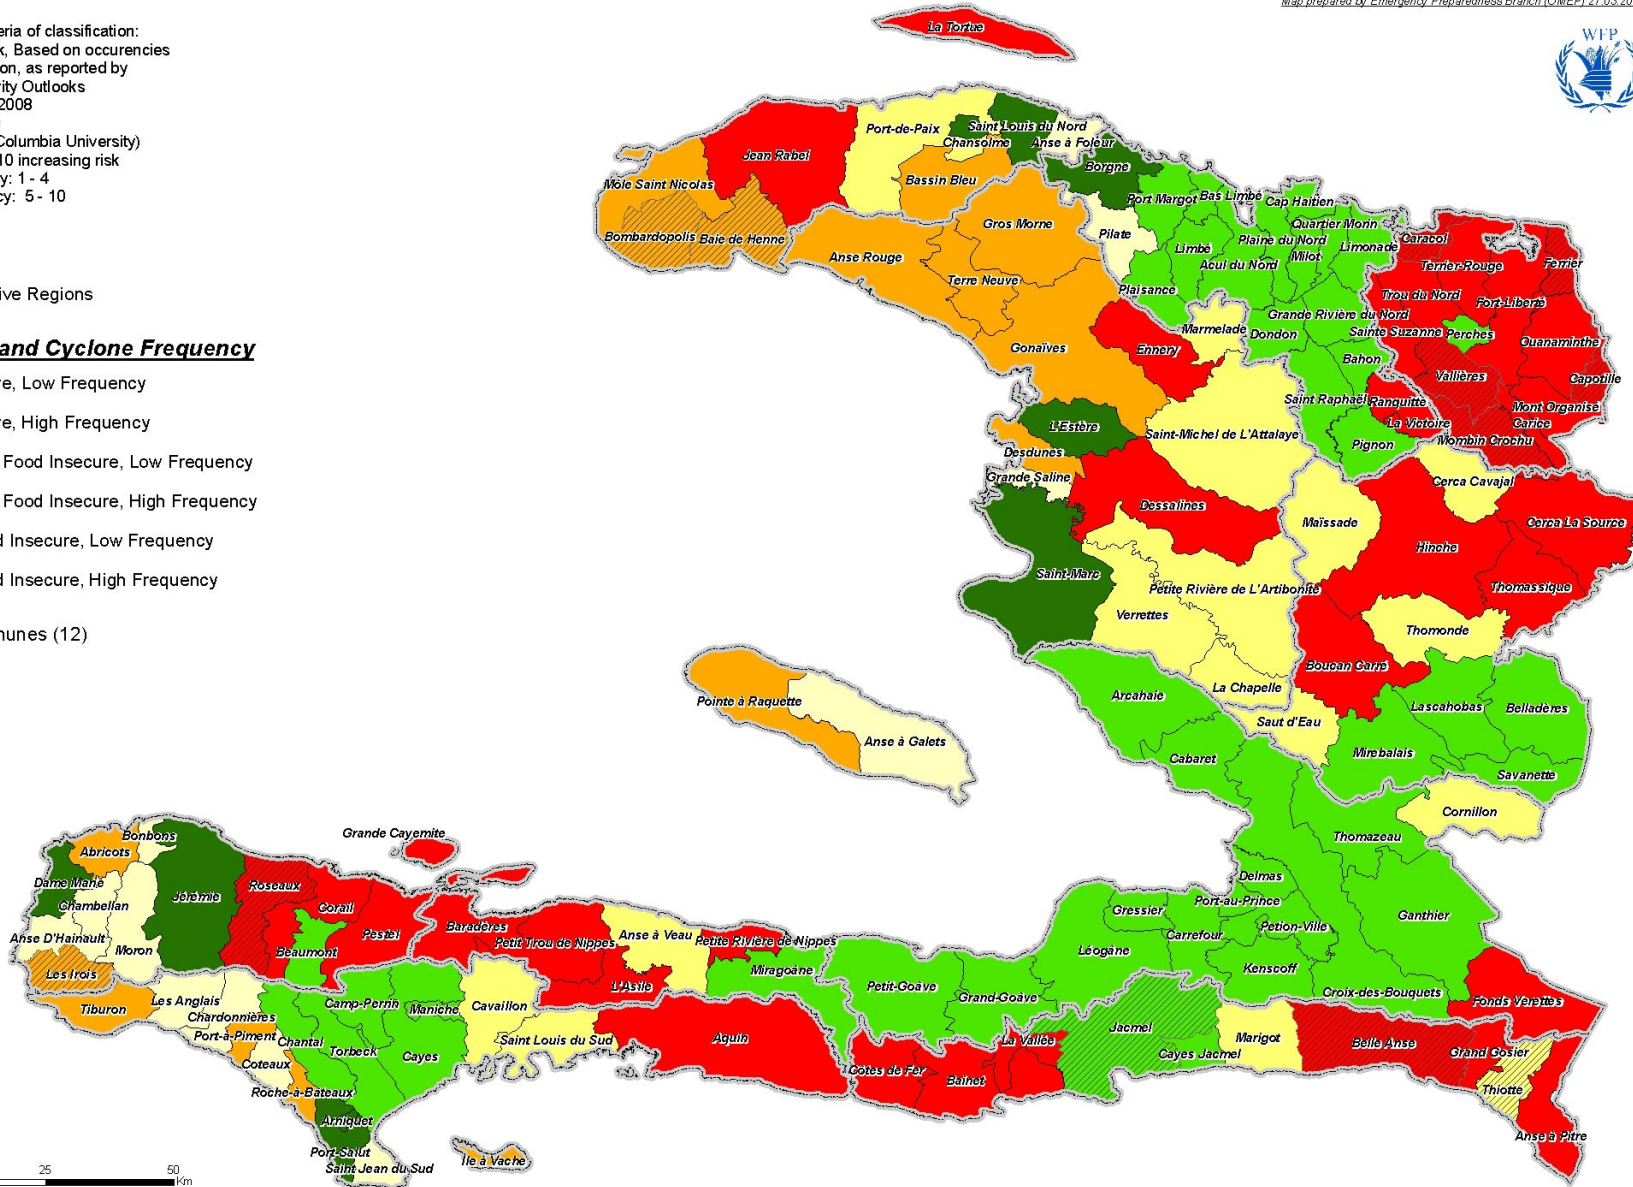 Map prepared by Emergency Preparedness Branch (OMEP) 27.03.20
WFP
eria of classification:
k, Based on occurencies
on, as reported by
rity Outlooks
2008
Columbia University)
10 increasing risk
y: 1 - 4
cy: 5 - 10
ive Regions
and Cyclone Frequency
re, Low Frequency
re, High Frequency
Food Insecure, Low Frequency
Food Insecure, High Frequency
d Insecure, Low Frequency
d Insecure, High Frequency
munes (12)
La Tortue
Port-de-Paix
Saint Louis du Nord
Chansolme
Anse à Foleur
Jean Rabel
Borgne
Bassin Bleu
Môle Saint Nicolas
Port Margot
Bas Limbé
Cap Haïtien
Gros Morne
Quartier Morin
Pilate
Bombardopolis
Baie de Henne
Limbé
Plaine du Nord
Limonade
Caracol
Milot
Anse Rouge
Acul du Nord
Terrier-Rouge
Ferrier
Terre Neuve
Plaisance
Trou du Nord
Fort-Liberté
Grande Rivière du Nord
Marmelade
Dondon
Sainte Suzanne
Perches
Ouanaminthe
Gonaïves
Ennery
Bahon
Vallières
Capotille
Saint Raphaël
Ranquitte
Mont Organisé
La Victoire
Carice
L'Estère
Saint-Michel de L'Attalaye
Pignon
Mombin Crochu
Desdunes
Grande Saline
Cerca Cavajal
Dessalines
Maïssade
Cerca La Source
Hinche
Saint-Marc
Petite Rivière de L'Artibonite
Thomassique
Verrettes
Thomonde
Boucan Carré
La Chapelle
Arcahaie
Pointe à Raquette
Lascahobas
Belladères
Saut d'Eau
Anse à Galets
Mirebalais
Cabaret
Savanette
Cornillon
Thomazeau
Grande Cayemite
Bonbons
Abricots
Dame Marie
Jérémie
Roseaux
Delmas
Chambellan
Corail
Port-au-Prince
Gressier
Ganthier
Baradères
Pestel
Petion-Ville
Anse D'Hainault
Moron
Beaumont
Petit Trou de Nippes
Anse à Veau
Petite Rivière de Nippes
Carrefour
Léogâne
Les Irois
Miragoâne
Kenscoff
L'Asile
Petit-Goâve
Grand-Goâve
Croix-des-Bouquets
Fonds Verettes
Tiburon
Les Anglais
Camp-Perrin
Maniche
Cavaillon
Chardonnières
Port-à-Piment
Chantal
Torbeck
Cayes
Saint Louis du Sud
Aquin
La Vallée
Jacmel
Marigot
Belle Anse
Cayes Jacmel
Grand Gosier
Coteaux
Côtes de Fer
Bainet
Roche-à-Bateaux
Thiotte
Arniquet
Anse à Pitre
Port-Salut
Ile à Vache
Saint Jean du Sud
25
50
Km